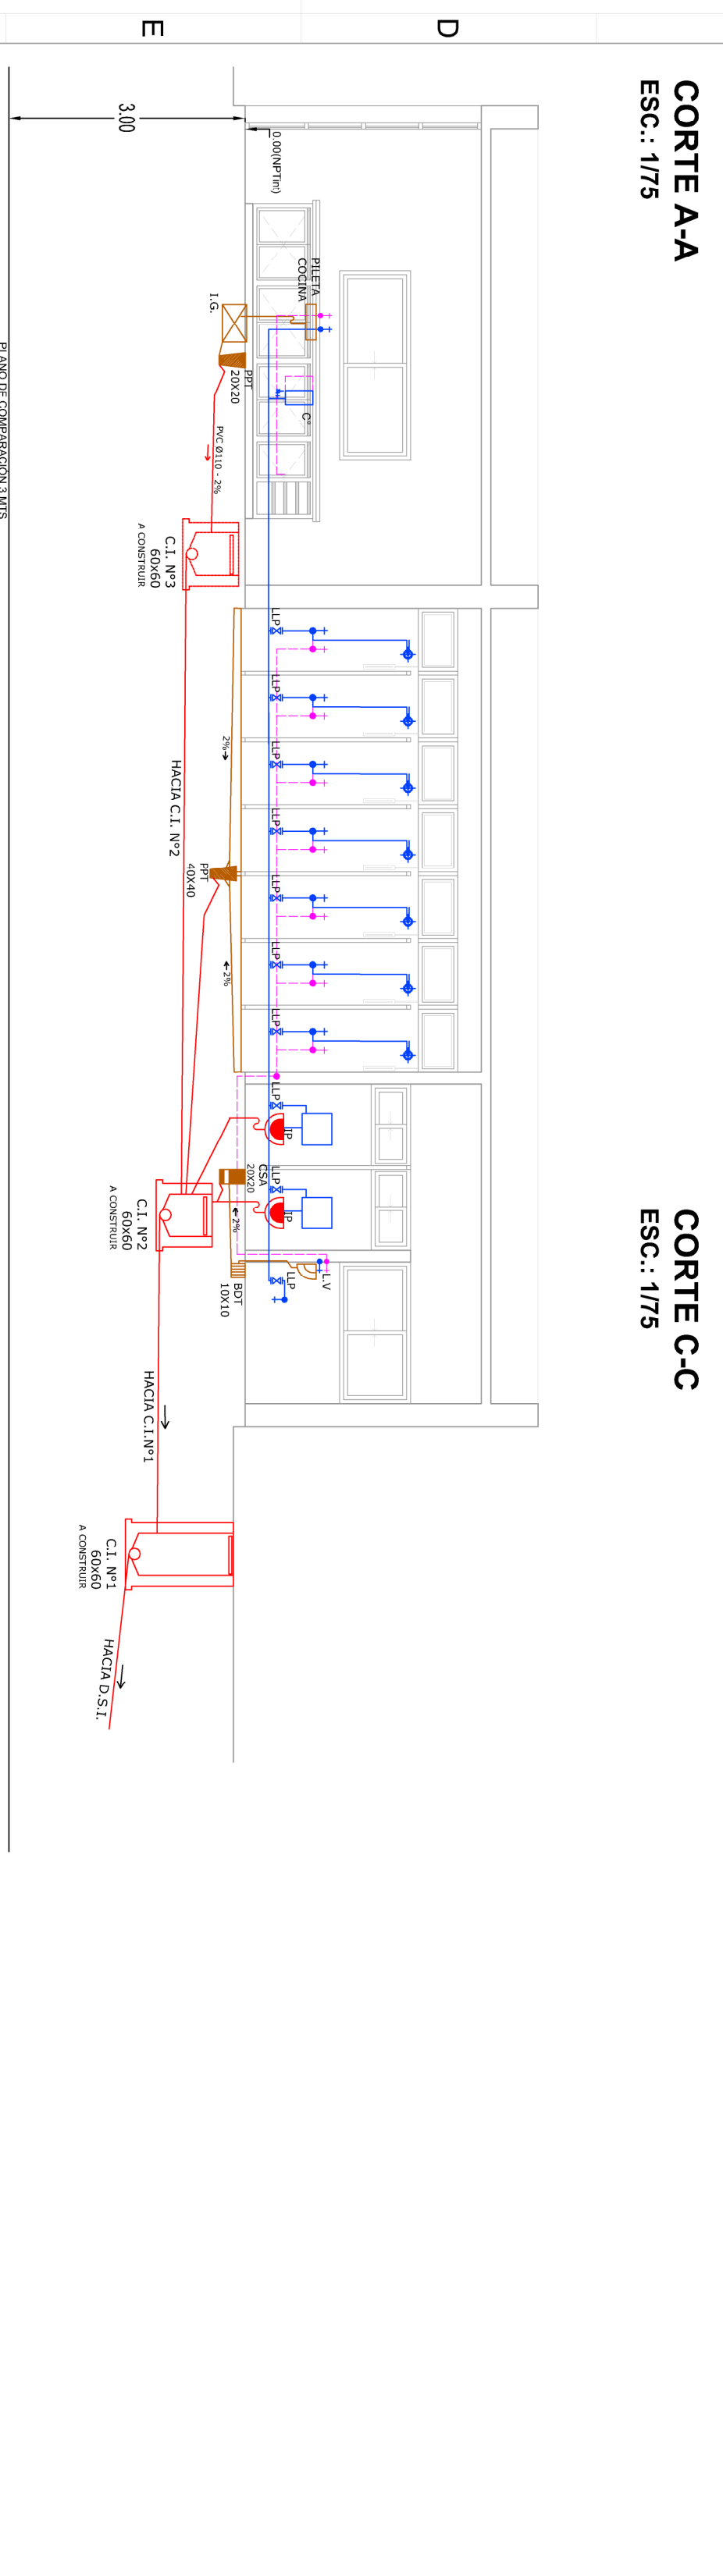 D
E
CORTE A-A
ESC.: 1/75
CORTE C-C
ESC.: 1/75
3.00
0.00(NPTint)
PILETA
COCINA
I.G.
PPT
20X20
C°
PVC Ø110 - 2%
C.I. N°3
60x60
A CONSTRUIR
LLP
LLP
LLP
LLP
LLP
LLP
LLP
2%
HACIA C.I. N°2
PPT
40X40
2%
LLP
IP
CSA
20X20
LLP
IP
2%
BDT
10X10
LLP
L.V
C.I. N°2
60x60
A CONSTRUIR
HACIA C.I.N°1
C.I. N°1
60x60
A CONSTRUIR
HACIA D.S.I.
PLANO DE COMPARACION 3 MTS